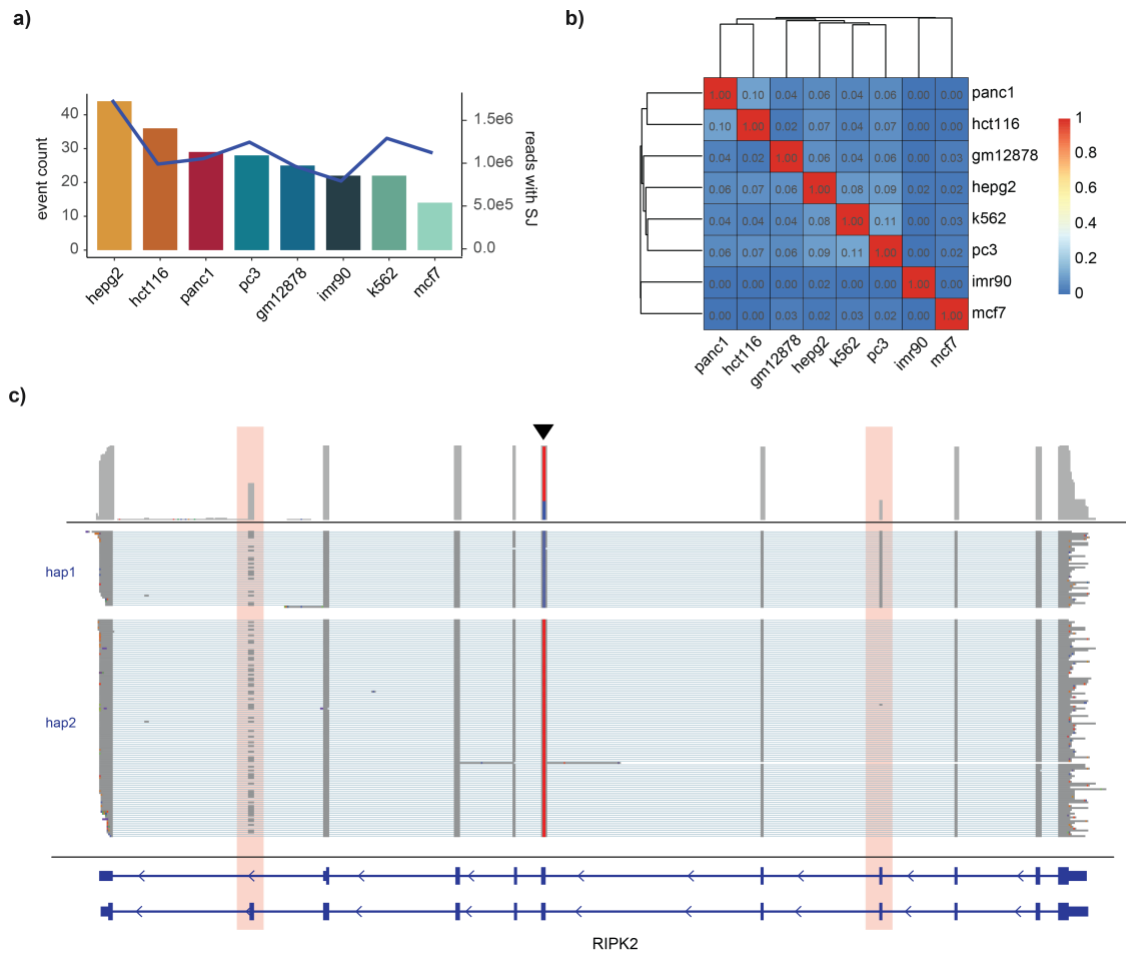 a)
event count
40
30
20
10
0
1.5e6
1.0e6
5.0e5
0.0
reads with SJ
hepg2
hct116
panc1
pc3
gm12878
imr90
k562
mcf7
b)
1.00 0.10 0.04 0.06 0.04 0.06 0.00 0.00 panc1
0.10 1.00 0.02 0.07 0.04 0.07 0.00 0.00 hct116
0.04 0.02 1.00 0.06 0.04 0.06 0.00 0.03 gm12878
0.06 0.07 0.06 1.00 0.08 0.09 0.02 0.02 hepg2
0.04 0.04 0.04 0.08 1.00 0.11 0.00 0.03 k562
0.06 0.07 0.06 0.09 0.11 1.00 0.00 0.02 pc3
0.00 0.00 0.00 0.02 0.00 0.00 1.00 0.00 imr90
0.00 0.00 0.03 0.02 0.03 0.02 0.00 1.00 mcf7
panc1
hct116
gm12878
hepg2
k562
pc3
imr90
mcf7
1
0.8
0.6
0.4
0.2
0
c)
hap1
hap2
RIPK2